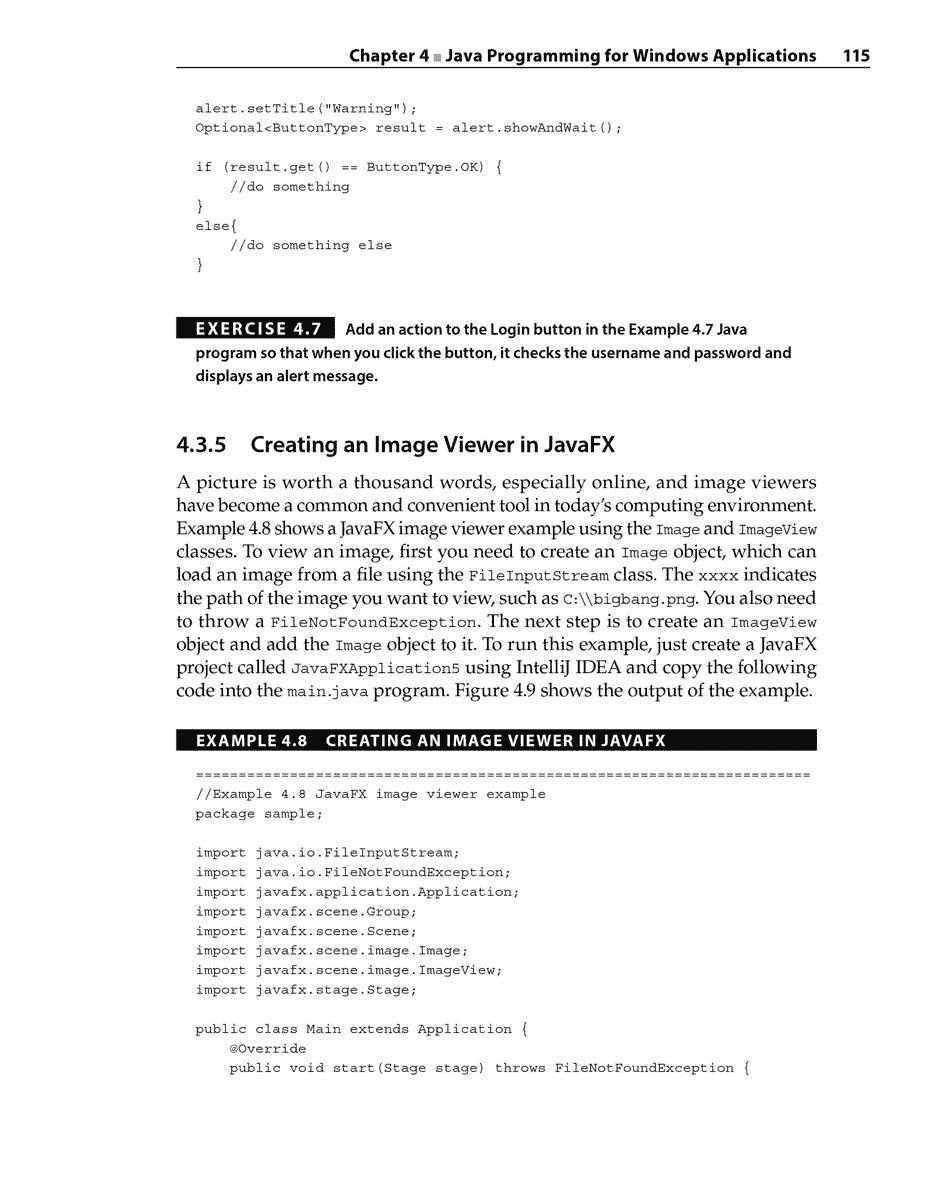 Chapter 4 ■ Java Programming for Windows Applications 115
alert.setTitle("Warning");
Optional<ButtonType> result = alert.showAndWait();
if (result.get() == ButtonType.OK) {
    //do something
}
else{
    //do something else
}
EXERCISE 4.7 Add an action to the Login button in the Example 4.7 Java
program so that when you click the button, it checks the username and password and
displays an alert message.
4.3.5 Creating an Image Viewer in JavaFX
A picture is worth a thousand words, especially online, and image viewers
have become a common and convenient tool in today’s computing environment.
Example 4.8 shows a JavaFX image viewer example using the Image and ImageView
classes. To view an image, first you need to create an Image object, which can
load an image from a file using the FileInputStream class. The xxxx indicates
the path of the image you want to view, such as C:\\bigbang.png. You also need
to throw a FileNotFoundException. The next step is to create an ImageView
object and add the Image object to it. To run this example, just create a JavaFX
project called JavaFXApplication5 using IntelliJ IDEA and copy the following
code into the main.java program. Figure 4.9 shows the output of the example.
EXAMPLE 4.8 CREATING AN IMAGE VIEWER IN JAVAFX
========================================================================
//Example 4.8 JavaFX image viewer example
package sample;
import java.io.FileInputStream;
import java.io.FileNotFoundException;
import javafx.application.Application;
import javafx.scene.Group;
import javafx.scene.Scene;
import javafx.scene.image.Image;
import javafx.scene.image.ImageView;
import javafx.stage.Stage;
public class Main extends Application {
    @Override
    public void start(Stage stage) throws FileNotFoundException {